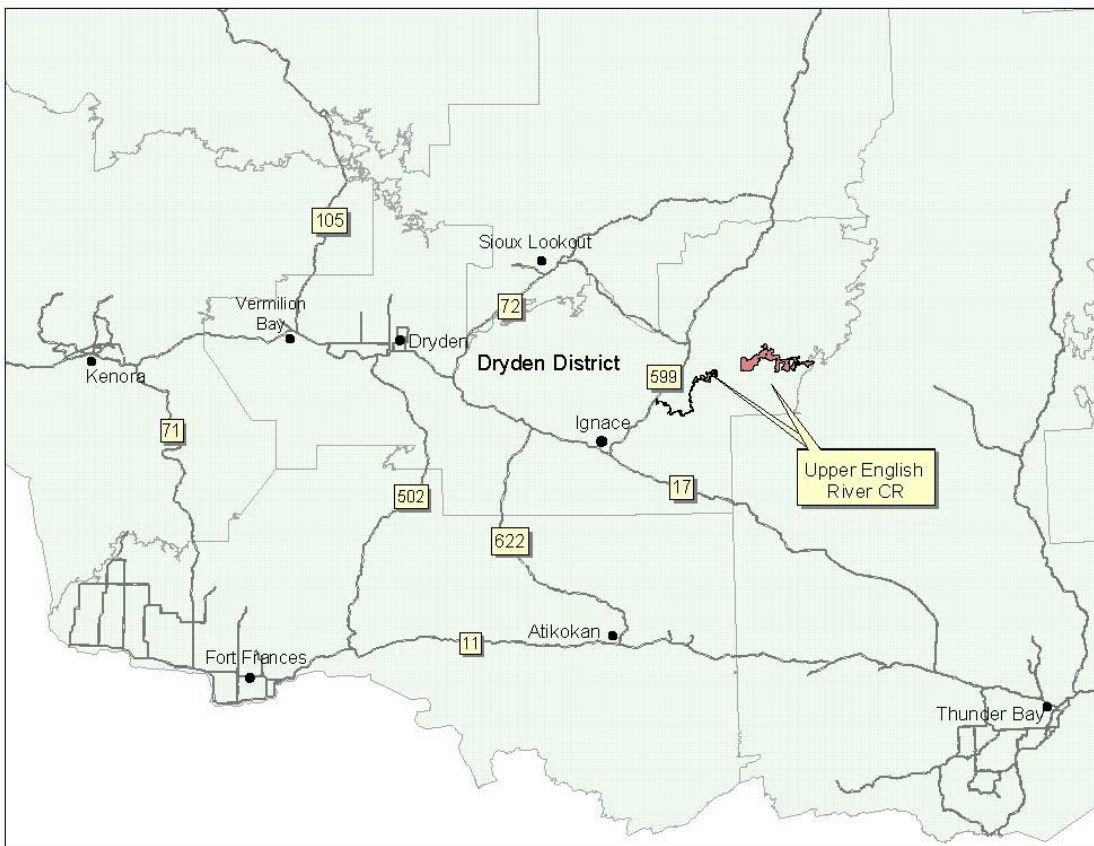 105
Sioux Lookout
72
Vermilion
Bay
Dryden
Kenora
Dryden District
599
71
Ignace
17
Upper English
River CR
502
622
Atikokan
11
Fort Frances
Thunder Bay